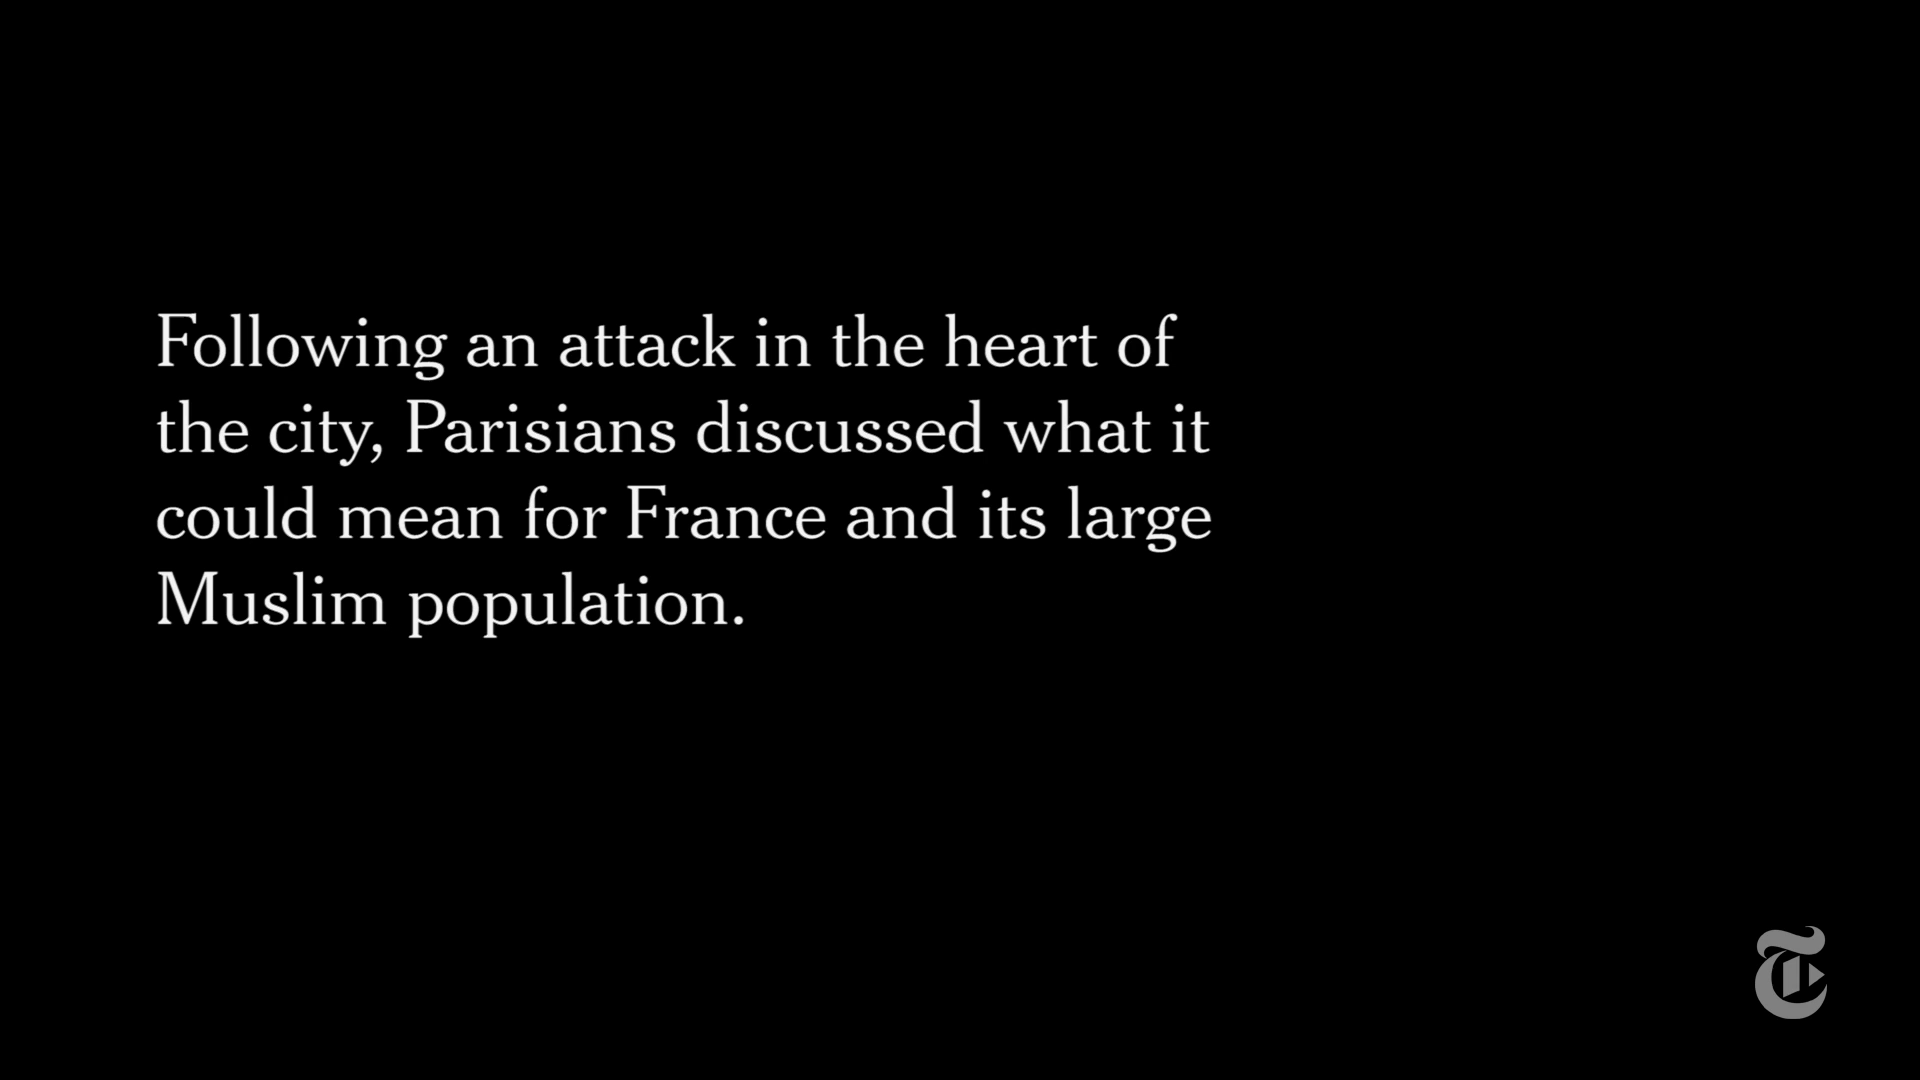 Following an attack in the heart of
the city, Parisians discussed what it
could mean for France and its large
Muslim population.
T